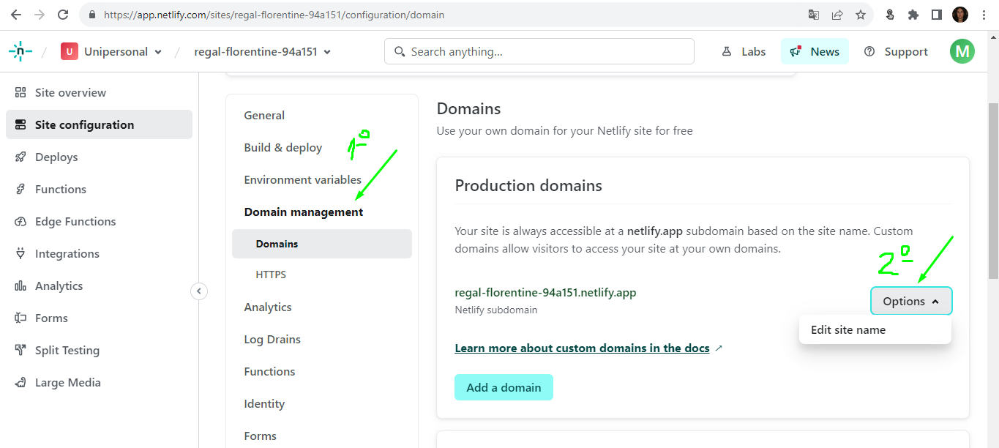 https://app.netlify.com/sites/regal-florentine-94a151/configuration/domain
n / U Unipersonal / regal-florentine-94a151 Search anything... Labs News Support M
Site overview
Site configuration
Deploys
Functions
Edge Functions
Integrations
Analytics
Forms
Split Testing
Large Media
General
Build & deploy
1º
Environment variables
Domain management
Domains
HTTPS
Analytics
Log Drains
Functions
Identity
Forms
Domains
Use your own domain for your Netlify site for free
Production domains
Your site is always accessible at a netlify.app subdomain based on the site name. Custom
domains allow visitors to access your site at your own domains.
2º
regal-florentine-94a151.netlify.app
Netlify subdomain
Options
Edit site name
Learn more about custom domains in the docs
Add a domain